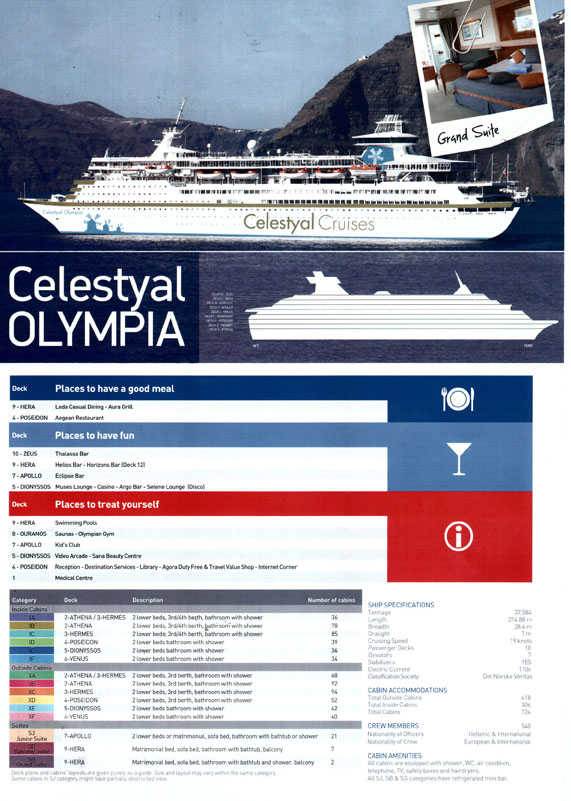 Grand Suite
Celestyal Olympia
Celestyal Cruises
Celestyal
OLYMPIA
AFT
FORE
Deck Places to have a good meal
9 - HERA Leda Casual Dining - Aura Grill
4 - POSEIDON Aegean Restaurant
Deck Places to have fun
10 - ZEUS Thalassa Bar
9 - HERA Helios Bar - Horizons Bar (Deck 12)
7 - APOLLO Eclipse Bar
5 - DIONYSSOS Muses Lounge - Casino - Argo Bar - Selene Lounge (Disco)
Deck Places to treat yourself
9 - HERA Swimming Pools
8 - OURANOS Saunas - Olympian Gym
7 - APOLLO Kid's Club
5 - DIONYSSOS Video Arcade - Sana Beauty Centre
4 - POSEIDON Reception - Destination Services - Library - Agora Duty Free & Travel Value Shop - Internet Corner
1 Medical Centre
Category Deck Description Number of cabins
Inside Cabins
IA 2-ATHENA / 3-HERMES 2 lower beds, 3rd/4th begth, bathroom with shower 36
IB 2-ATHENA 2 lower beds, 3rd/4th berth, bathroom with shower 78
IC 3-HERMES 2 lower beds, 3rd/4th berth, bathroom with shower 85
ID 4-POSEIDON 2 lower beds bathroom with shower 39
IE 5-DIONYSSOS 2 lower beds bathroom with shower 34
IF 6-VENUS 2 lower beds bathroom with shower 34
Outside Cabins
XA 2-ATHENA / 3-HERMES 2 lower beds, 3rd berth, bathroom with shower 68
XB 2-ATHENA 2 lower beds, 3rd berth, bathroom with shower 92
XC 3-HERMES 2 lower beds, 3rd berth, bathroom with shower 94
XD 4-POSEIDON 2 lower beds, 3rd berth, bathroom with shower 52
XE 5-DIONYSSOS 2 lower beds, bathroom with shower 42
XF 6-VENUS 2 lower beds, bathroom with shower 40
Suites
SJ
Junior Suite 7-APOLLO 2 lower beds or matrimonial, sofa bed, bathroom with bathtub or shower 21
SB
Balcony Suite 9-HERA Matrimonial bed, sofa bed, bathroom with bathtub, balcony 7
SG
Grand Suite 9-HERA Matrimonial bed, sofa bed, bathroom with bathtub and shower, balcony 2
Deck plans and cabins' layouts are given purely as a guide. Size and layout may vary within the same category.
Some cabins in SJ category might have partially obstructed view.
SHIP SPECIFICATIONS
Tonnage 37,584
Length 214.88 m
Breadth 28.4 m
Draught 7 m
Cruising Speed 19 knots
Passenger Decks 10
Elevators 7
Stabilizers YES
Electric Current 110v
Classification Society Det Norske Veritas
CABIN ACCOMMODATIONS
Total Outside Cabins 418
Total Inside Cabins 306
Total Cabins 724
CREW MEMBERS 540
Nationality of Officers Hellenic & International
Nationality of Crew European & International
CABIN AMENITIES
All cabins are equipped with shower, WC, air condition,
telephone, TV, safety boxes and hairdryers.
All SJ, SB & SG categories have refrigerated mini bar.